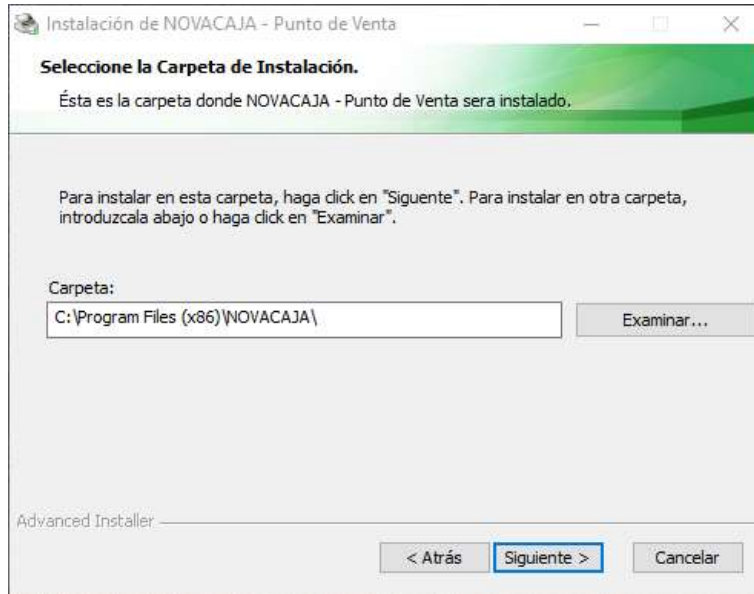 Instalación de NOVACAJA - Punto de Venta
Seleccione la Carpeta de Instalación.
Ésta es la carpeta donde NOVACAJA - Punto de Venta sera instalado.
Para instalar en esta carpeta, haga click en "Siguente". Para instalar en otra carpeta,
introduzcala abajo o haga click en "Examinar".
Carpeta:
C:\Program Files (x86)\NOVACAJA\
Examinar...
Advanced Installer
< Atrás
Siguiente >
Cancelar